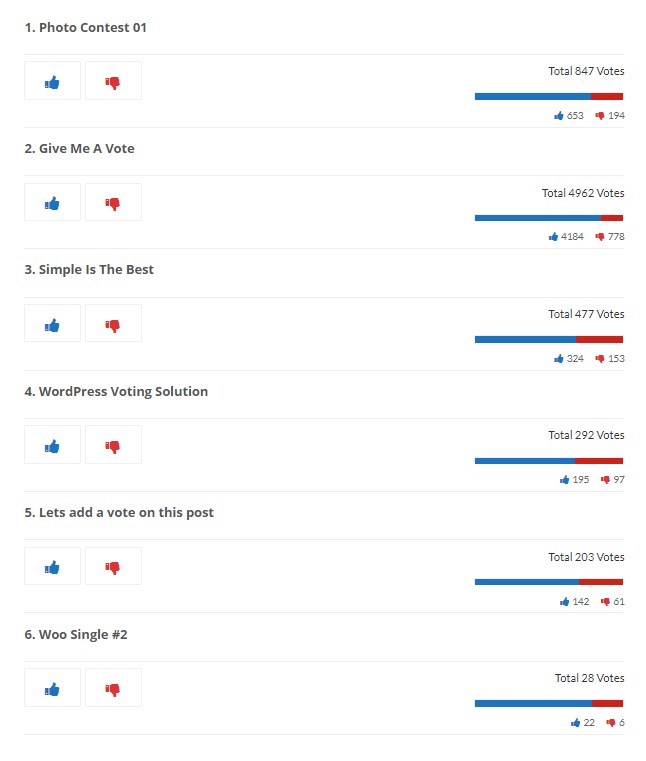 1. Photo Contest 01
Total 847 Votes
653 194
2. Give Me A Vote
Total 4962 Votes
4184 778
3. Simple Is The Best
Total 477 Votes
324 153
4. WordPress Voting Solution
Total 292 Votes
195 97
5. Lets add a vote on this post
Total 203 Votes
142 61
6. Woo Single #2
Total 28 Votes
22 6